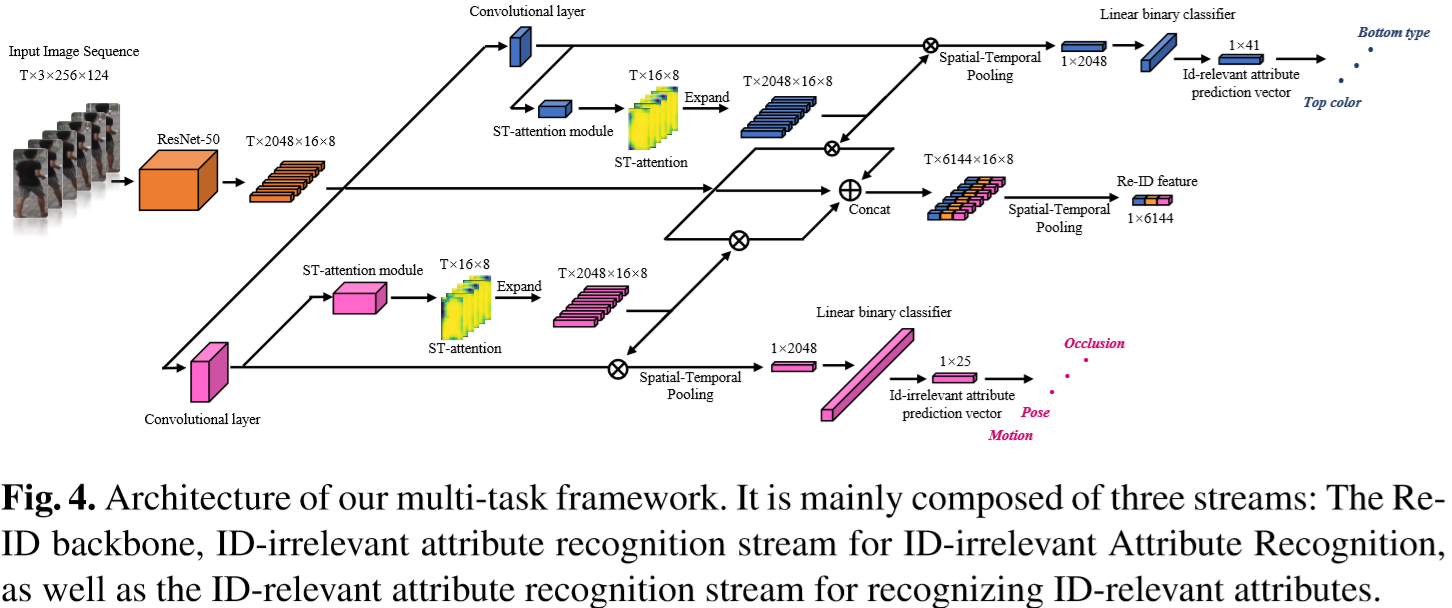 Convolutional layer
Linear binary classifier
Bottom type
Input Image Sequence
T×3×256×124
T×16×8
Expand
T×2048×16×8
Spatial-Temporal
Pooling
1×2048
1×41
Id-relevant attribute
prediction vector
Top color
ST-attention module
ST-attention
ResNet-50
T×2048×16×8
T×6144×16×8
Concat
Spatial-Temporal
Pooling
Re-ID feature
1×6144
ST-attention module
T×16×8
Expand
T×2048×16×8
ST-attention
Convolutional layer
Spatial-Temporal
Pooling
1×2048
Linear binary classifier
1×25
Id-irrelevant attribute
prediction vector
Occlusion
Pose
Motion
Fig. 4. Architecture of our multi-task framework. It is mainly composed of three streams: The Re-
ID backbone, ID-irrelevant attribute recognition stream for ID-irrelevant Attribute Recognition,
as well as the ID-relevant attribute recognition stream for recognizing ID-relevant attributes.